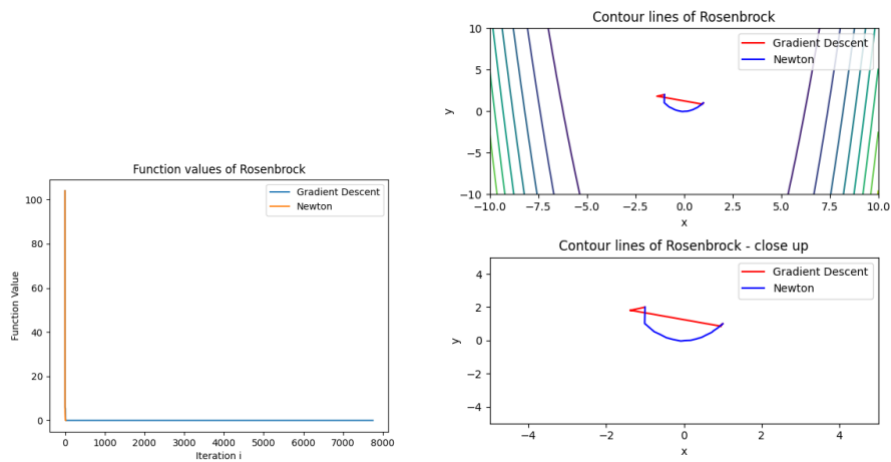 Function values of Rosenbrock
100
80
60
40
20
0
Function Value
Gradient Descent
Newton
0 1000 2000 3000 4000 5000 6000 7000 8000
Iteration i
Contour lines of Rosenbrock
10
5
0
−5
−10
y
Gradient Descent
Newton
−10.0 −7.5 −5.0 −2.5 0.0 2.5 5.0 7.5 10.0
x
Contour lines of Rosenbrock - close up
4
2
0
−2
−4
y
Gradient Descent
Newton
−4 −2 0 2 4
x